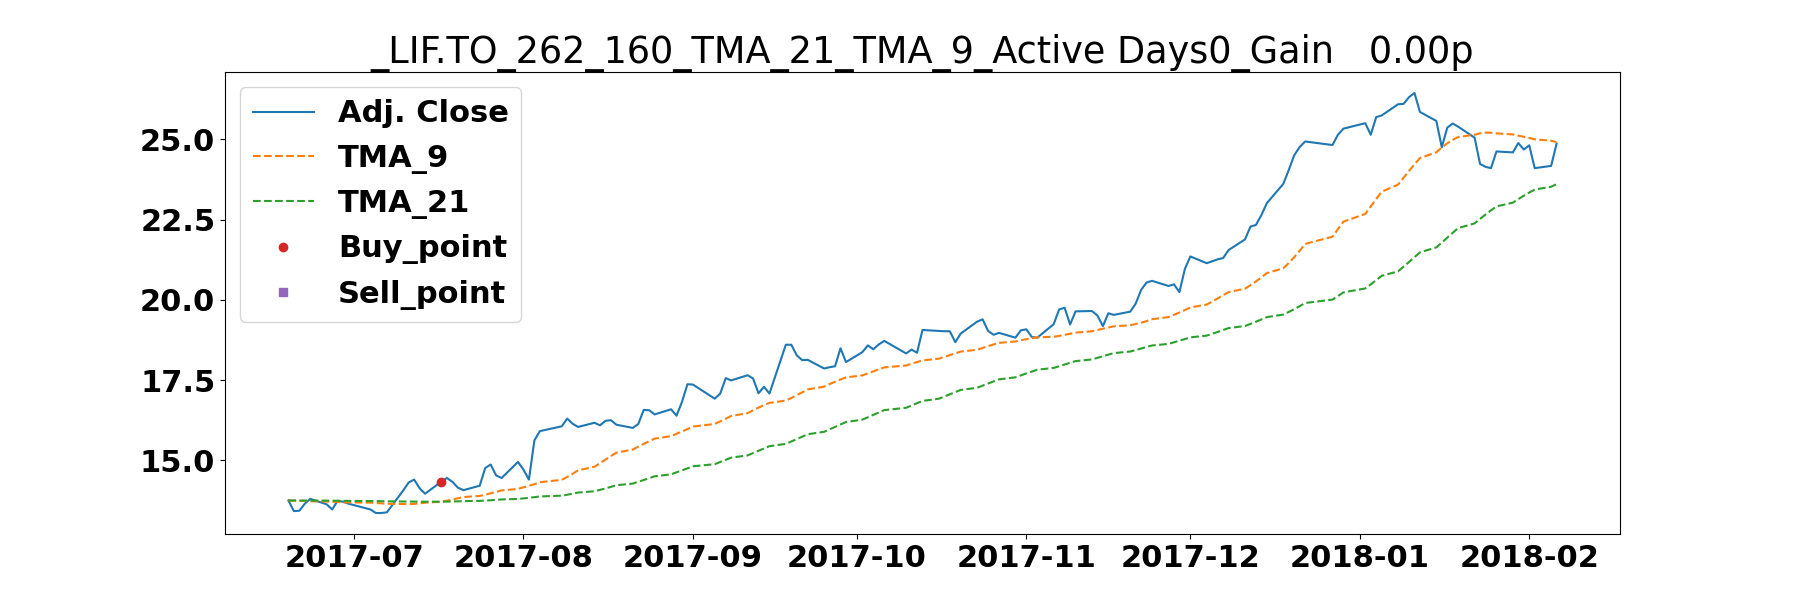 _LIF.TO_262_160_TMA_21_TMA_9_Active Days0_Gain   0.00p
Adj. Close
TMA_9
TMA_21
Buy_point
Sell_point
25.0
22.5
20.0
17.5
15.0
2017-07 2017-08 2017-09 2017-10 2017-11 2017-12 2018-01 2018-02